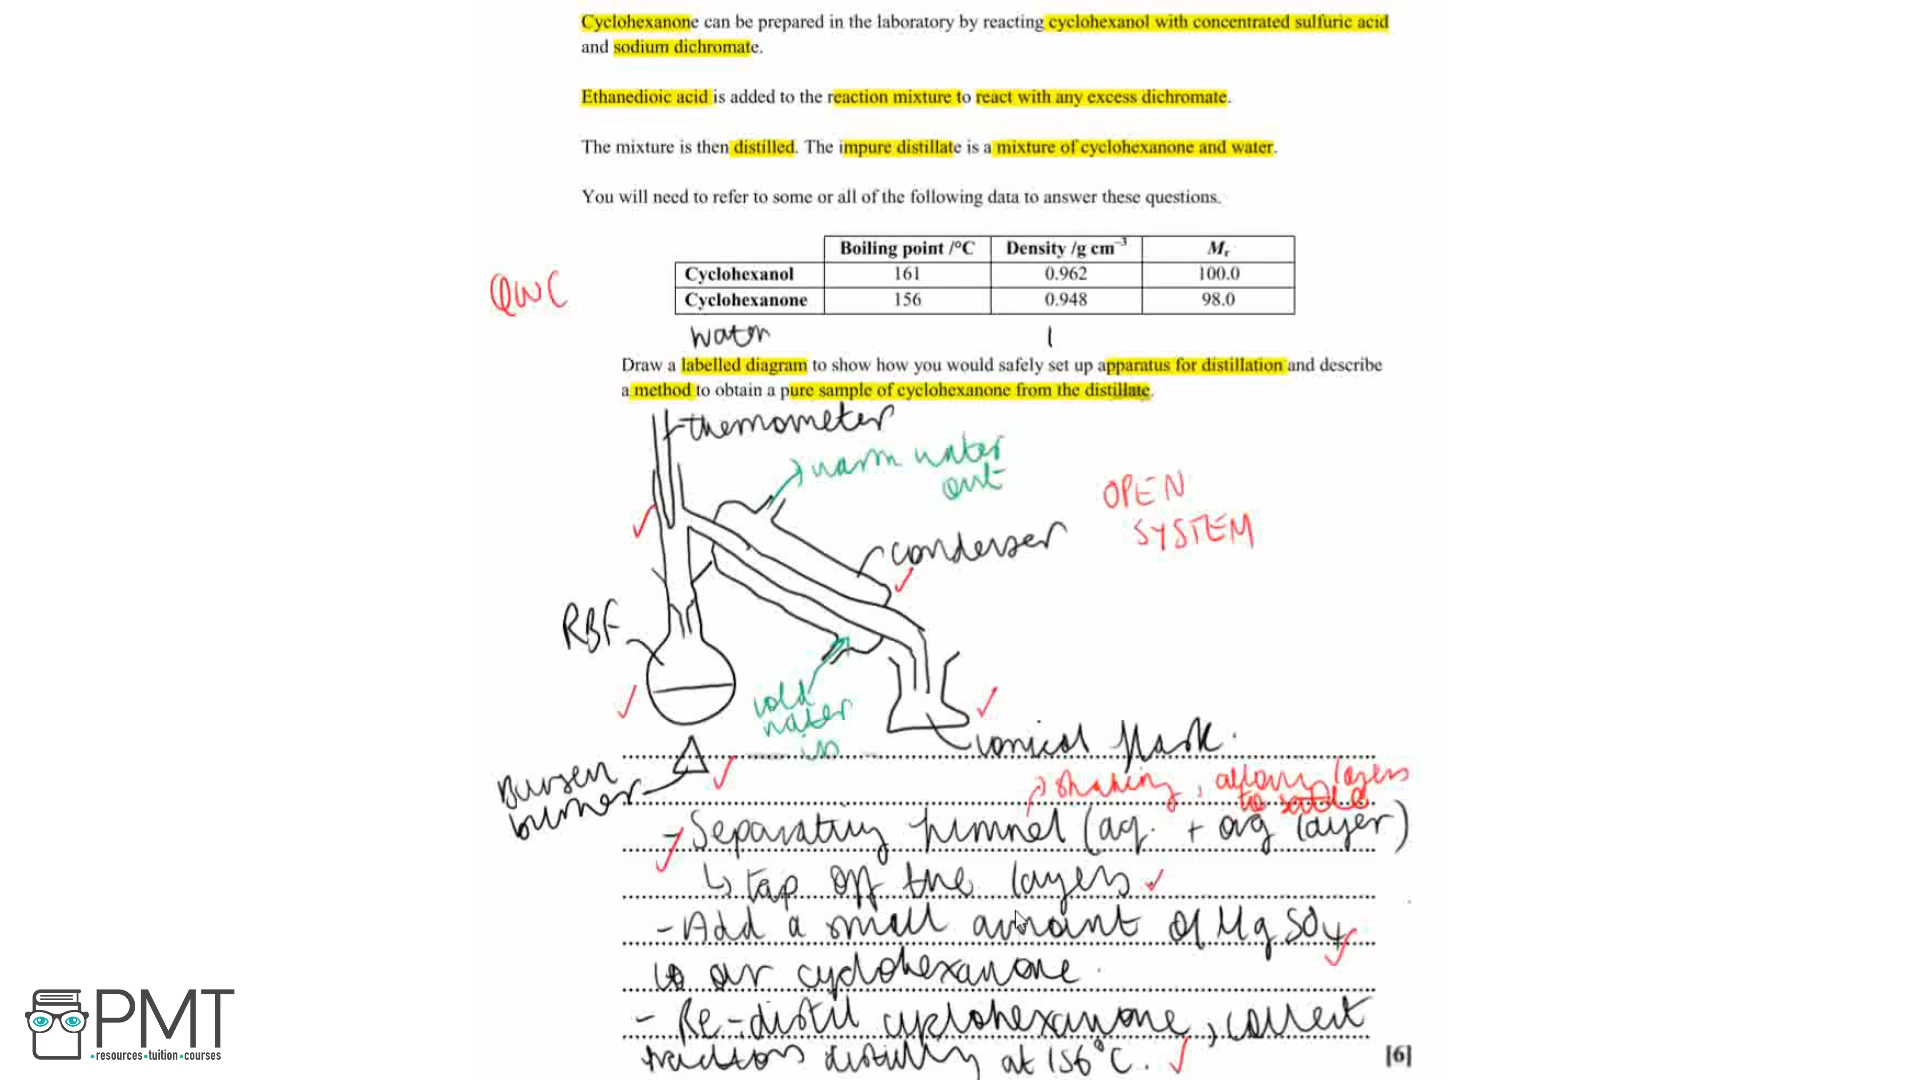 Cyclohexanone can be prepared in the laboratory by reacting cyclohexanol with concentrated sulfuric acid
and sodium dichromate.
Ethanedioic acid is added to the reaction mixture to react with any excess dichromate.
The mixture is then distilled. The impure distillate is a mixture of cyclohexanone and water.
You will need to refer to some or all of the following data to answer these questions.
Boiling point /°C Density /g cm⁻³ Mr
Cyclohexanol 161 0.962 100.0
Cyclohexanone 156 0.948 98.0
QWC
water 1
Draw a labelled diagram to show how you would safely set up apparatus for distillation and describe
a method to obtain a pure sample of cyclohexanone from the distillate.
thermometer
warm water
out
OPEN
SYSTEM
condenser
RBF
cold
water
in
conical flask.
Bunsen
burner
shaking, allow layers
to settle
Separating funnel (aq. + org layer)
↳ tap off the layers
- Add a small amount of MgSO4
to our cyclohexanone.
- Re-distil cyclohexanone, collect
fractions distilling at 156°C.
[6]
PMT
•resources•tuition•courses